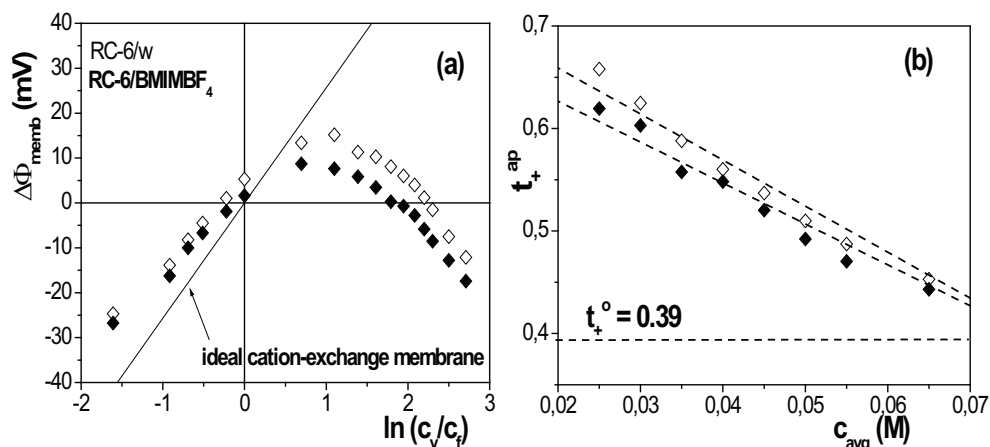 40
30
20
10
0
-10
-20
-30
-40
ΔΦmemb (mV)
RC-6/w
RC-6/BMIMBF4
(a)
ideal cation-exchange membrane
-2 -1 0 1 2 3
ln (cv/cf)
0,7
0,6
0,5
0,4
t+ap
(b)
t+o = 0.39
0,02 0,03 0,04 0,05 0,06 0,07
cavg (M)